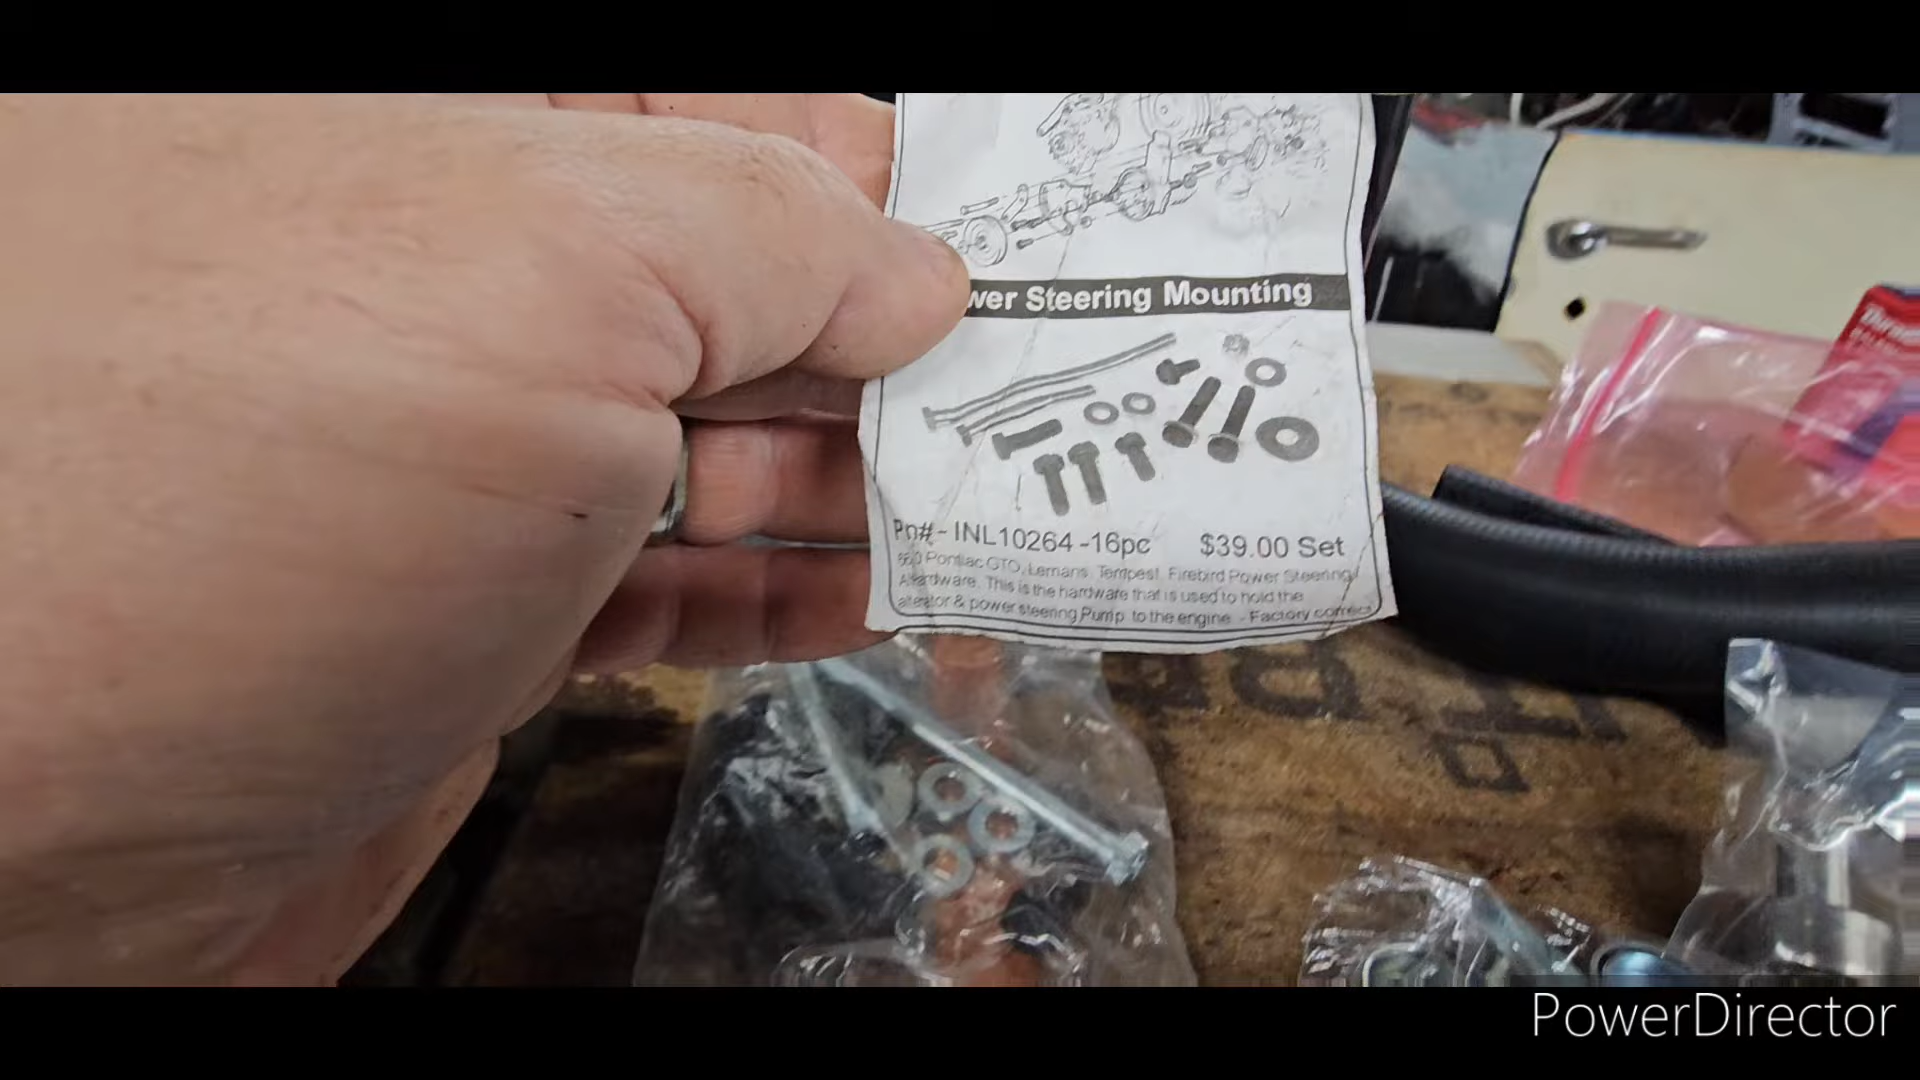 wer Steering Mounting
Pn# - INL10264 -16pc $39.00 Set
Pontiac GTO, Lemans, Tempest, Firebird Power Steering
Hardware. This is the hardware that is used to hold the
& power steering Pump to the engine. - Factory correct
PowerDirector